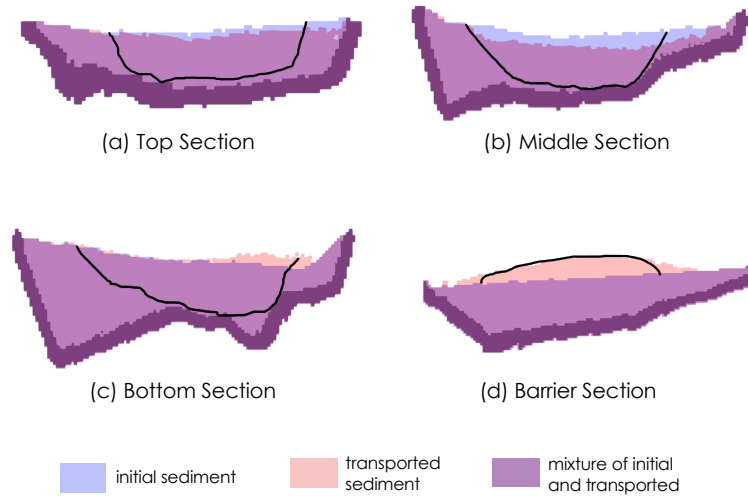 (a) Top Section
(b) Middle Section
(c) Bottom Section
(d) Barrier Section
initial sediment
transported
sediment
mixture of initial
and transported